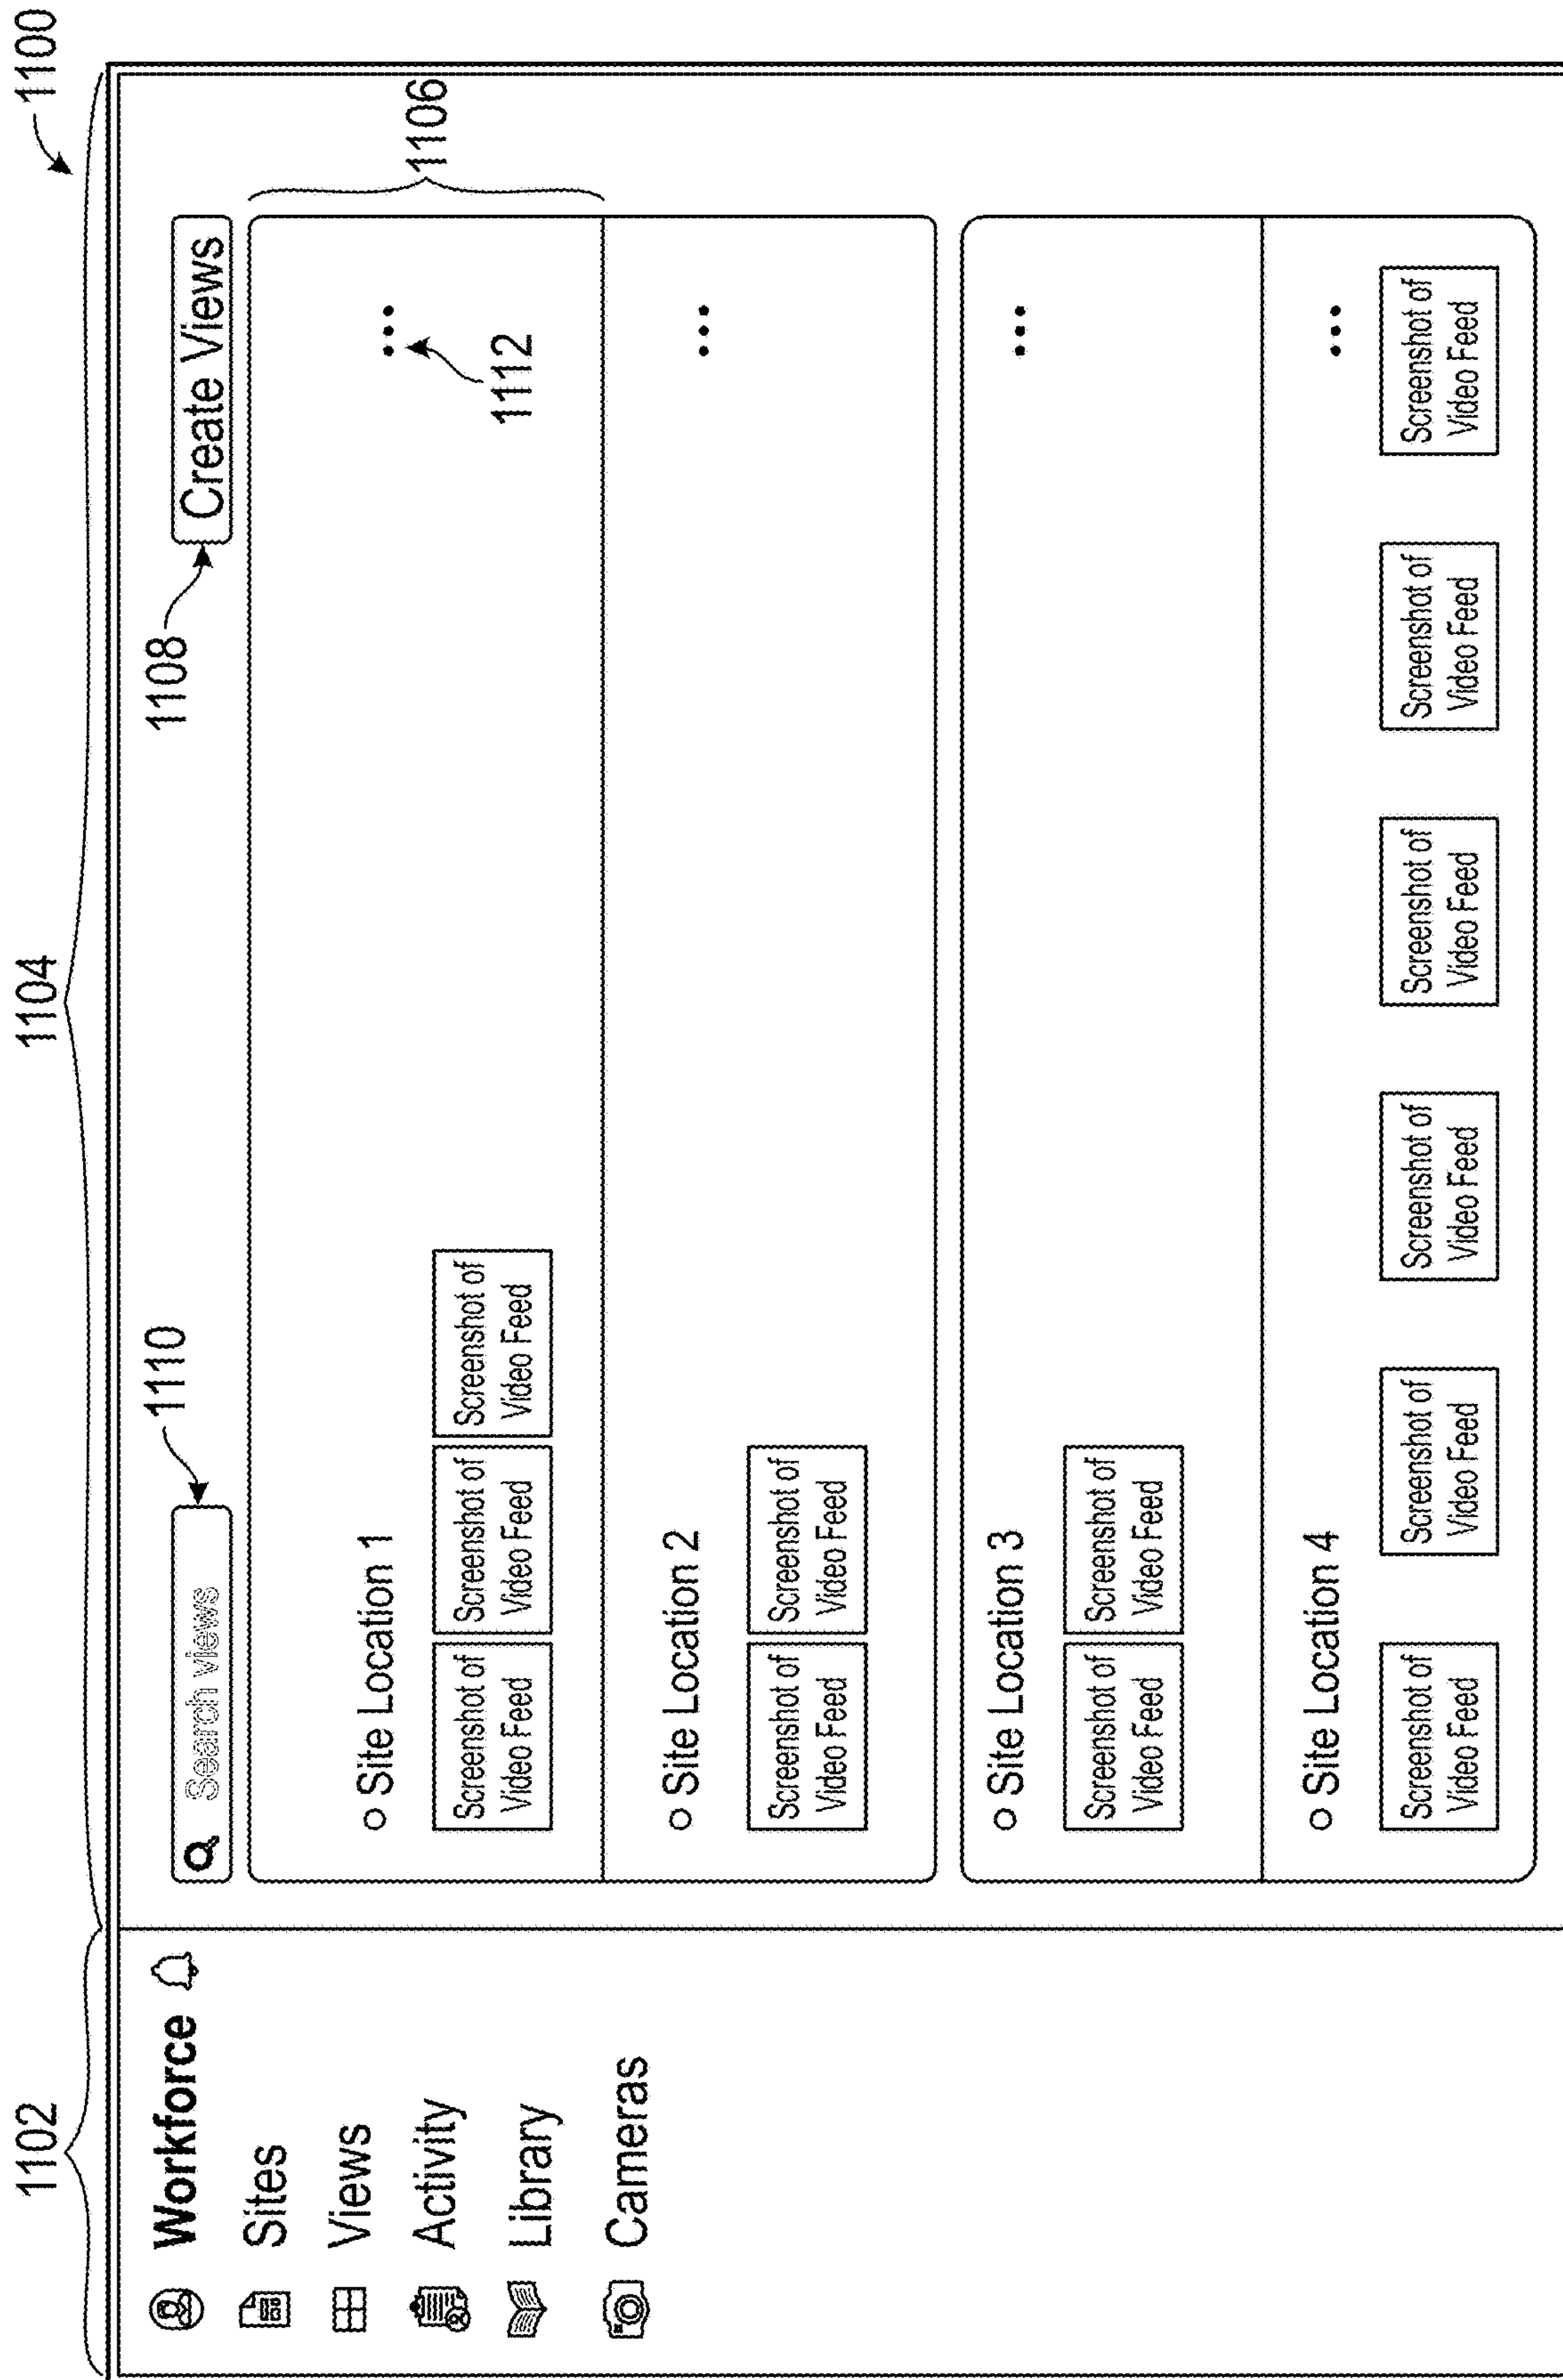 1100
1102
1104
Workforce
Sites
Views
Activity
Library
Cameras
1110
Search views
1108
Create Views
1106
Site Location 1
...
1112
Screenshot of
Video Feed
Screenshot of
Video Feed
Screenshot of
Video Feed
Site Location 2
...
Screenshot of
Video Feed
Screenshot of
Video Feed
Site Location 3
...
Screenshot of
Video Feed
Screenshot of
Video Feed
Site Location 4
...
Screenshot of
Video Feed
Screenshot of
Video Feed
Screenshot of
Video Feed
Screenshot of
Video Feed
Screenshot of
Video Feed
Screenshot of
Video Feed